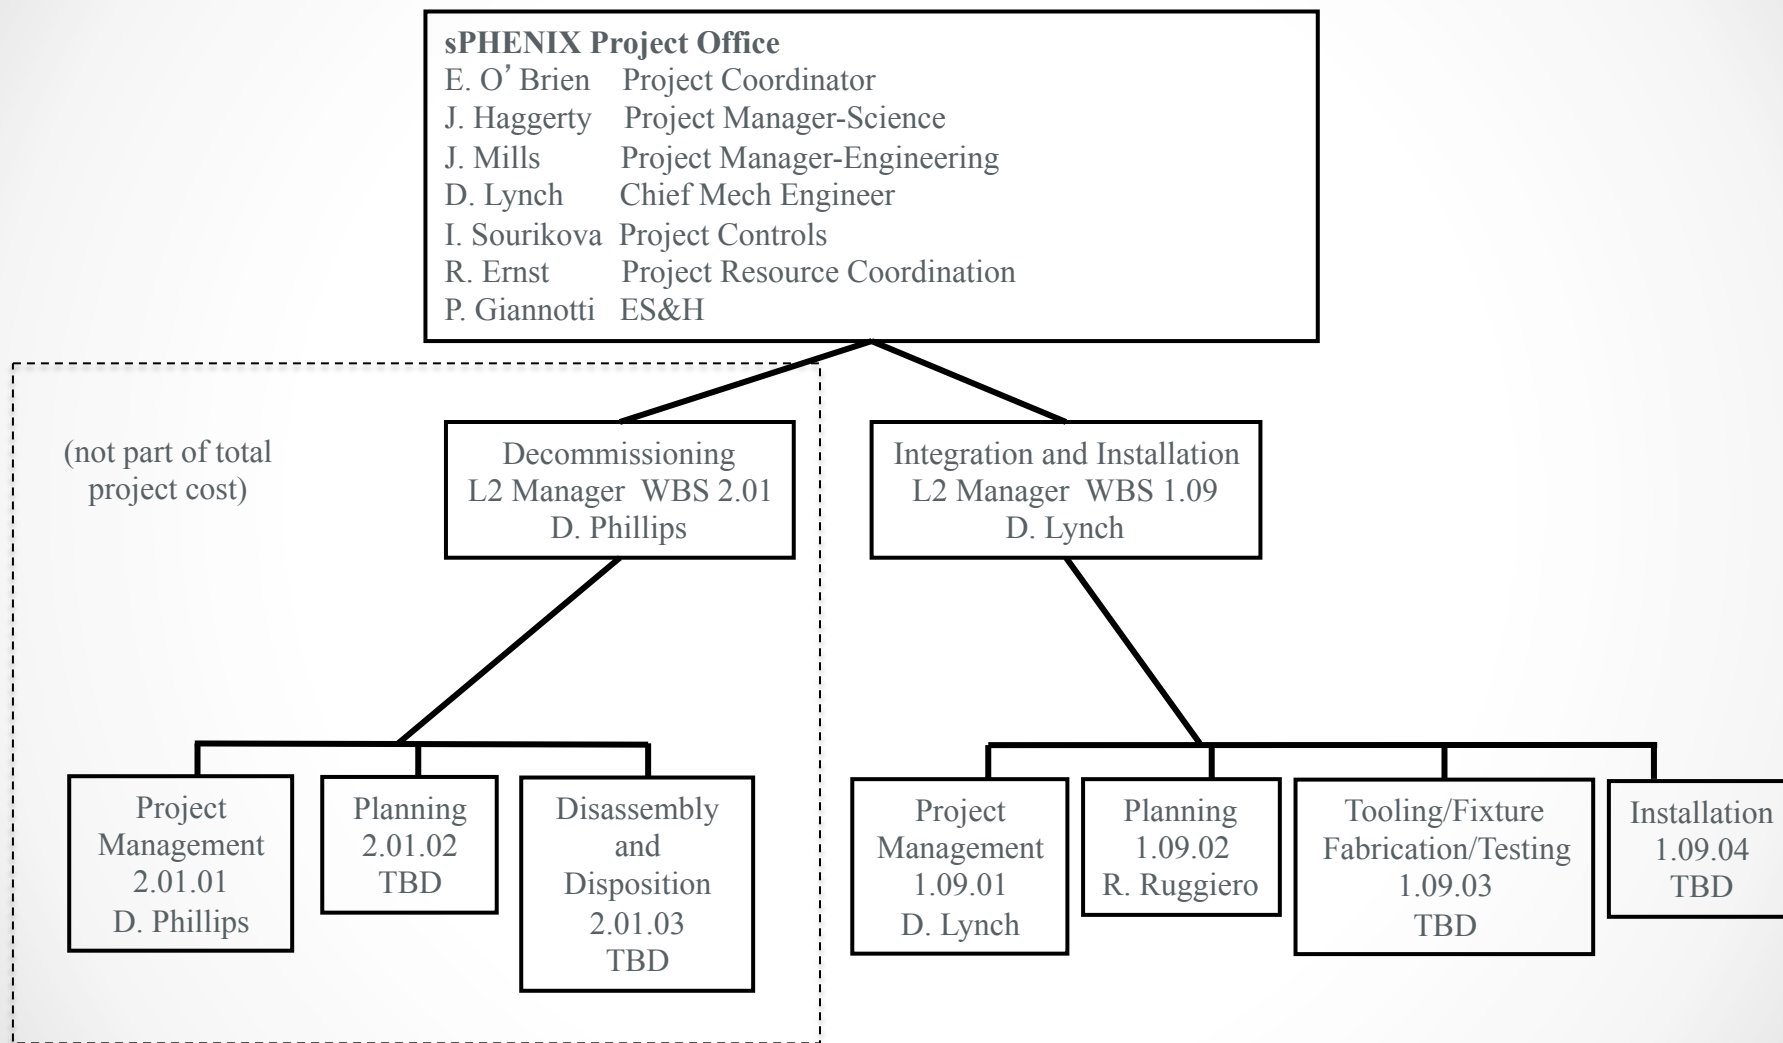 sPHENIX Project Office
E. O’ Brien Project Coordinator
J. Haggerty Project Manager-Science
J. Mills Project Manager-Engineering
D. Lynch Chief Mech Engineer
I. Sourikova Project Controls
R. Ernst Project Resource Coordination
P. Giannotti ES&H
(not part of total
project cost)
Decommissioning
L2 Manager WBS 2.01
D. Phillips
Integration and Installation
L2 Manager WBS 1.09
D. Lynch
Project
Management
2.01.01
D. Phillips
Planning
2.01.02
TBD
Disassembly
and
Disposition
2.01.03
TBD
Project
Management
1.09.01
D. Lynch
Planning
1.09.02
R. Ruggiero
Tooling/Fixture
Fabrication/Testing
1.09.03
TBD
Installation
1.09.04
TBD